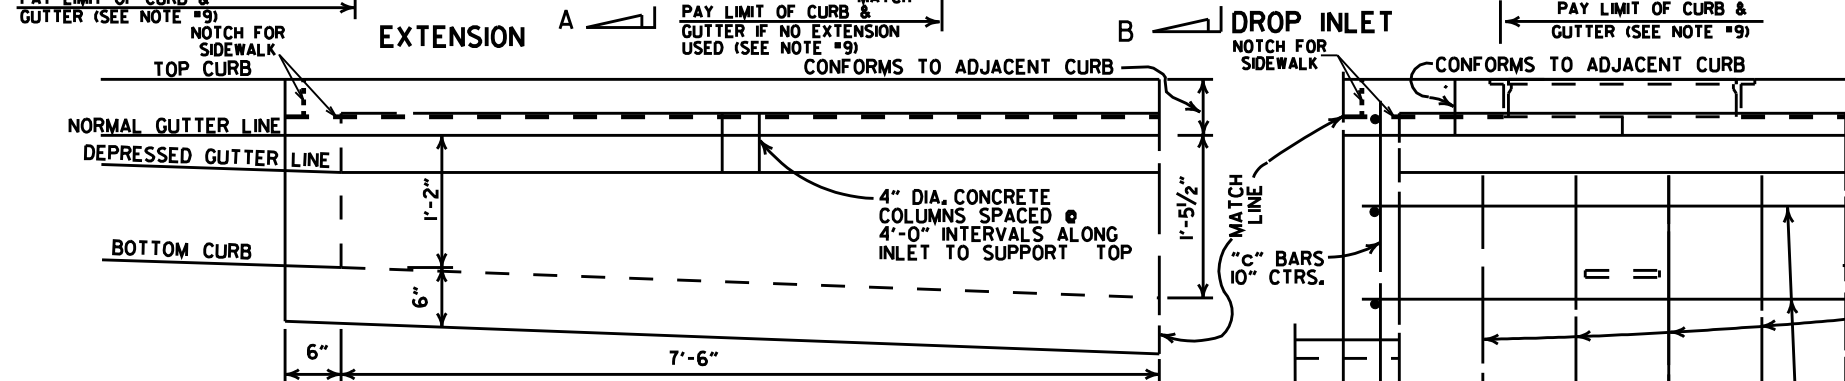 PAY LIMIT OF CURB &
GUTTER (SEE NOTE #9)
NOTCH FOR
SIDEWALK
TOP CURB
EXTENSION
A
MATCH
PAY LIMIT OF CURB &
GUTTER IF NO EXTENSION
USED (SEE NOTE #9)
CONFORMS TO ADJACENT CURB
NORMAL GUTTER LINE
DEPRESSED GUTTER LINE
BOTTOM CURB
1'-2"
6"
4" DIA. CONCRETE
COLUMNS SPACED @
4'-0" INTERVALS ALONG
INLET TO SUPPORT TOP
1'-5½"
6"
7'-6"
MATCH
LINE
B
DROP INLET
NOTCH FOR
SIDEWALK
PAY LIMIT OF CURB &
GUTTER (SEE NOTE #9)
CONFORMS TO ADJACENT CURB
"c" BARS
10" CTRS.